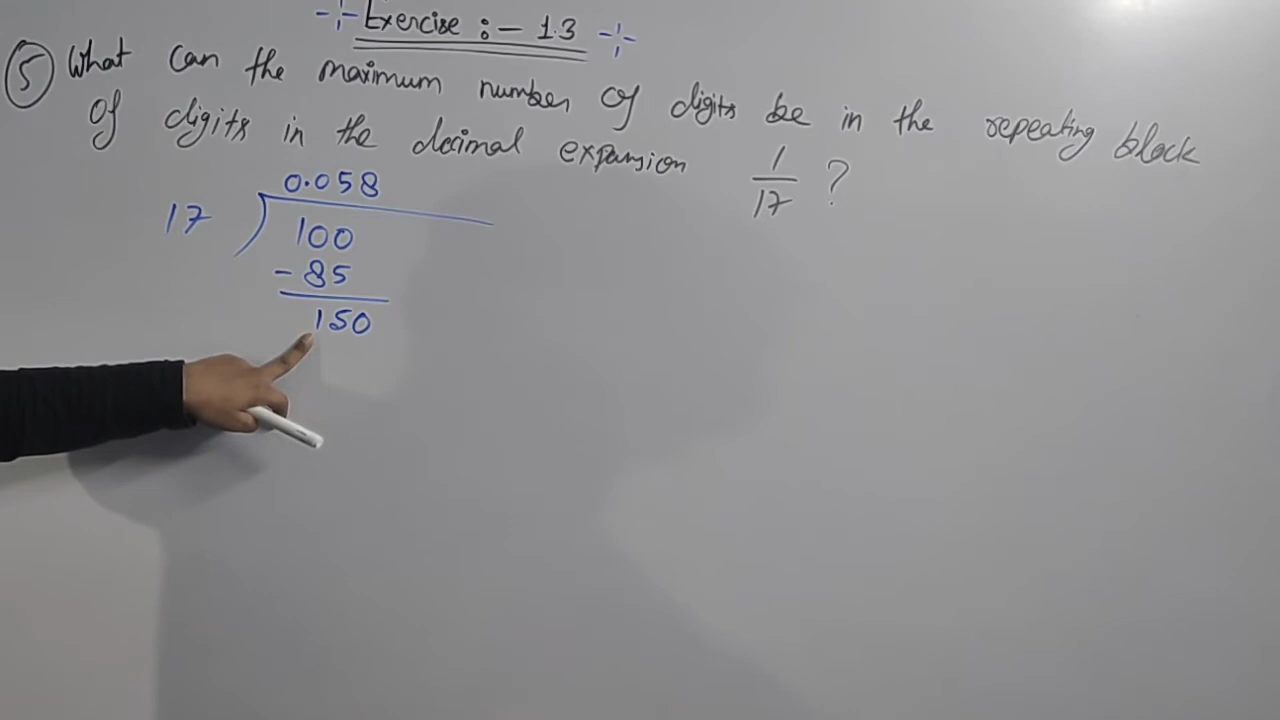 Exercise :- 1.3
⑤ What can the maximum number of digits be in the repeating block
of digits in the decimal expansion 1/17 ?
0.058
17 ) 100
- 85
150